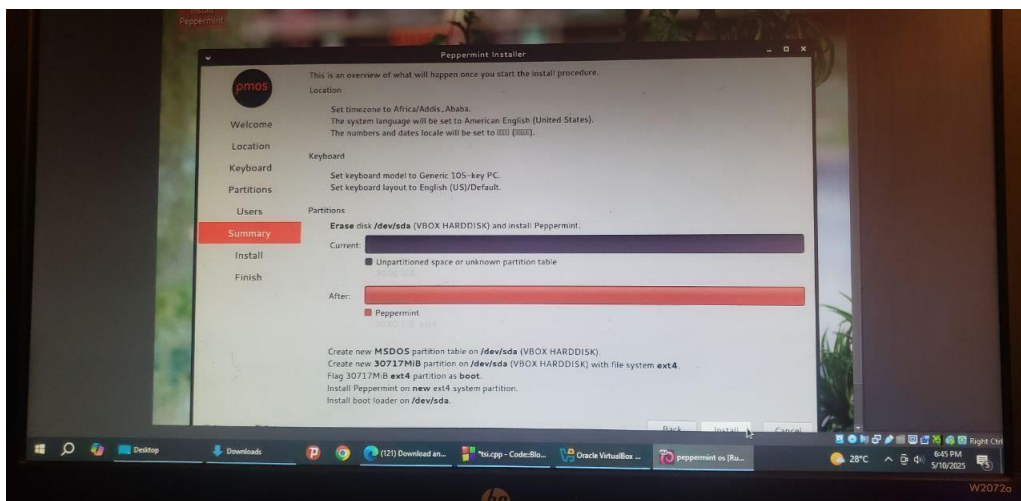 Install
Peppermint
Peppermint Installer
pmos
This is an overview of what will happen once you start the install procedure.
Location
Set timezone to Africa/Addis_Ababa.
The system language will be set to American English (United States).
The numbers and dates locale will be set to
Welcome
Location
Keyboard
Partitions
Users
Summary
Install
Finish
Keyboard
Set keyboard model to Generic 105-key PC.
Set keyboard layout to English (US)/Default.
Partitions
Erase disk /dev/sda (VBOX HARDDISK) and install Peppermint.
Current:
Unpartitioned space or unknown partition table
After:
Peppermint
Create new MSDOS partition table on /dev/sda (VBOX HARDDISK).
Create new 30717MiB partition on /dev/sda (VBOX HARDDISK) with file system ext4.
Flag 30717MiB ext4 partition as boot.
Install Peppermint on new ext4 system partition.
Install boot loader on /dev/sda.
Back Install Cancel
Right Ctrl
Desktop
Downloads
(121) Download an...
*tsi.cpp - Code::Blo...
Oracle VirtualBox ...
peppermint os [Ru...
28°C
6:45 PM
5/10/2025
hp
W2072a